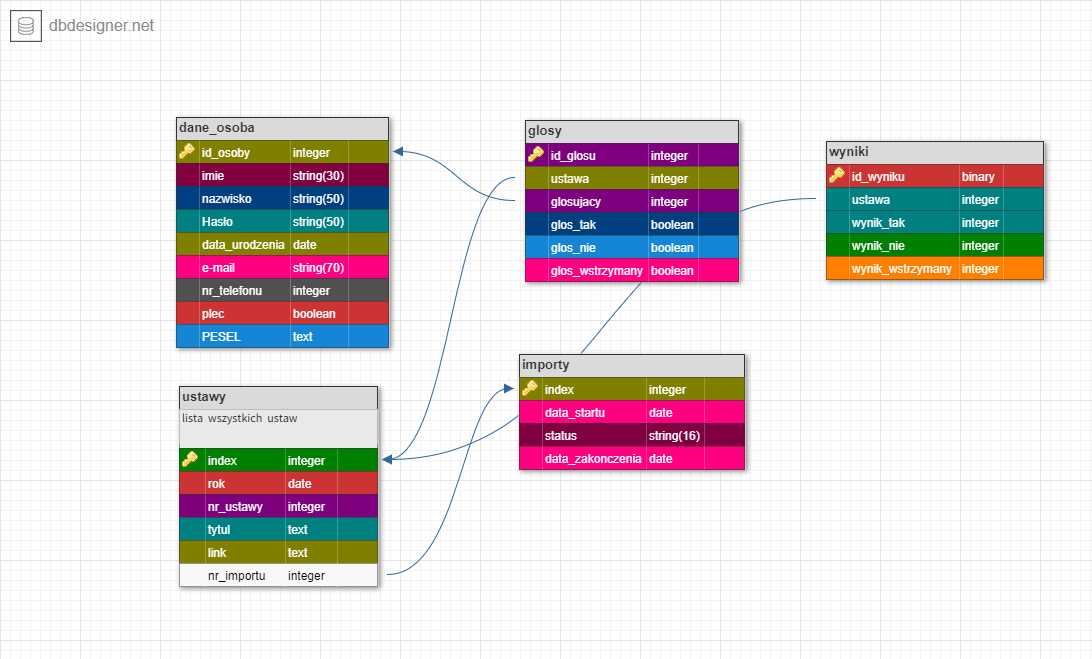 dbdesigner.net
dane_osoba
id_osoby integer
imie string(30)
nazwisko string(50)
Hasło string(50)
data_urodzenia date
e-mail string(70)
nr_telefonu integer
plec boolean
PESEL text
glosy
id_glosu integer
ustawa integer
glosujacy integer
glos_tak boolean
glos_nie boolean
glos_wstrzymany boolean
wyniki
id_wyniku binary
ustawa integer
wynik_tak integer
wynik_nie integer
wynik_wstrzymany integer
ustawy
lista wszystkich ustaw
index integer
rok date
nr_ustawy integer
tytul text
link text
nr_importu integer
importy
index integer
data_startu date
status string(16)
data_zakonczenia date